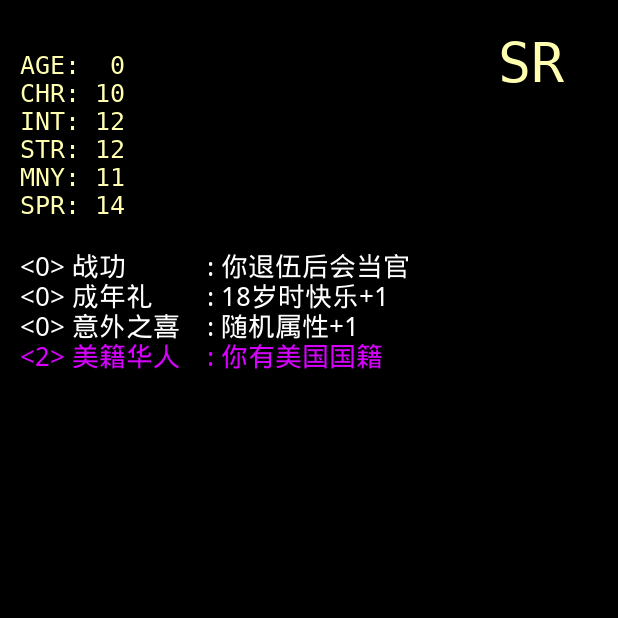 SR
AGE: 0
CHR: 10
INT: 12
STR: 12
MNY: 11
SPR: 14
<0> 战功 : 你退伍后会当官
<0> 成年礼 : 18岁时快乐+1
<0> 意外之喜 : 随机属性+1
<2> 美籍华人 : 你有美国国籍